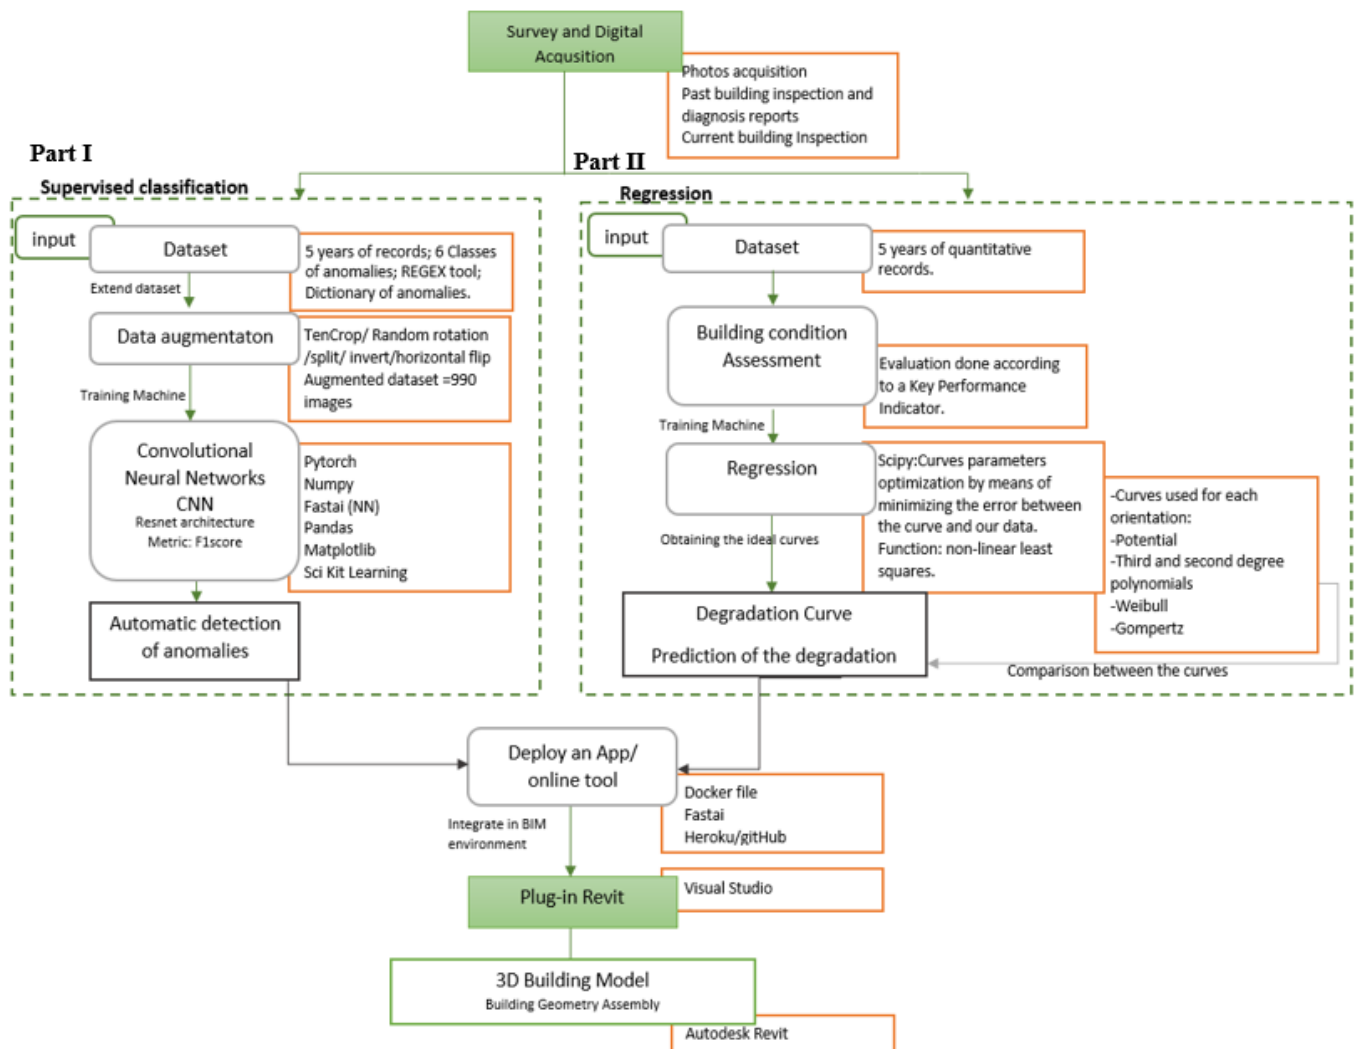 Survey and Digital
Acqusition
Photos acquisition
Past building inspection and
diagnosis reports
Current building Inspection
Part I
Part II
Supervised classification
input
Dataset
5 years of records; 6 Classes
of anomalies; REGEX tool;
Dictionary of anomalies.
Extend dataset
Data augmentaton
TenCrop/ Random rotation
/split/ invert/horizontal flip
Augmented dataset =990
images
Training Machine
Convolutional
Neural Networks
CNN
Resnet architecture
Metric: F1score
Pytorch
Numpy
Fastai (NN)
Pandas
Matplotlib
Sci Kit Learning
Automatic detection
of anomalies
Regression
input
Dataset
5 years of quantitative
records.
Building condition
Assessment
Evaluation done according
to a Key Performance
Indicator.
Training Machine
Regression
Scipy:Curves parameters
optimization by means of
minimizing the error between
the curve and our data.
Function: non-linear least
squares.
-Curves used for each
orientation:
-Potential
-Third and second degree
polynomials
-Weibull
-Gompertz
Obtaining the ideal curves
Degradation Curve
Prediction of the degradation
Comparison between the curves
Deploy an App/
online tool
Docker file
Fastai
Heroku/gitHub
Integrate in BIM
environment
Plug-in Revit
Visual Studio
3D Building Model
Building Geometry Assembly
Autodesk Revit